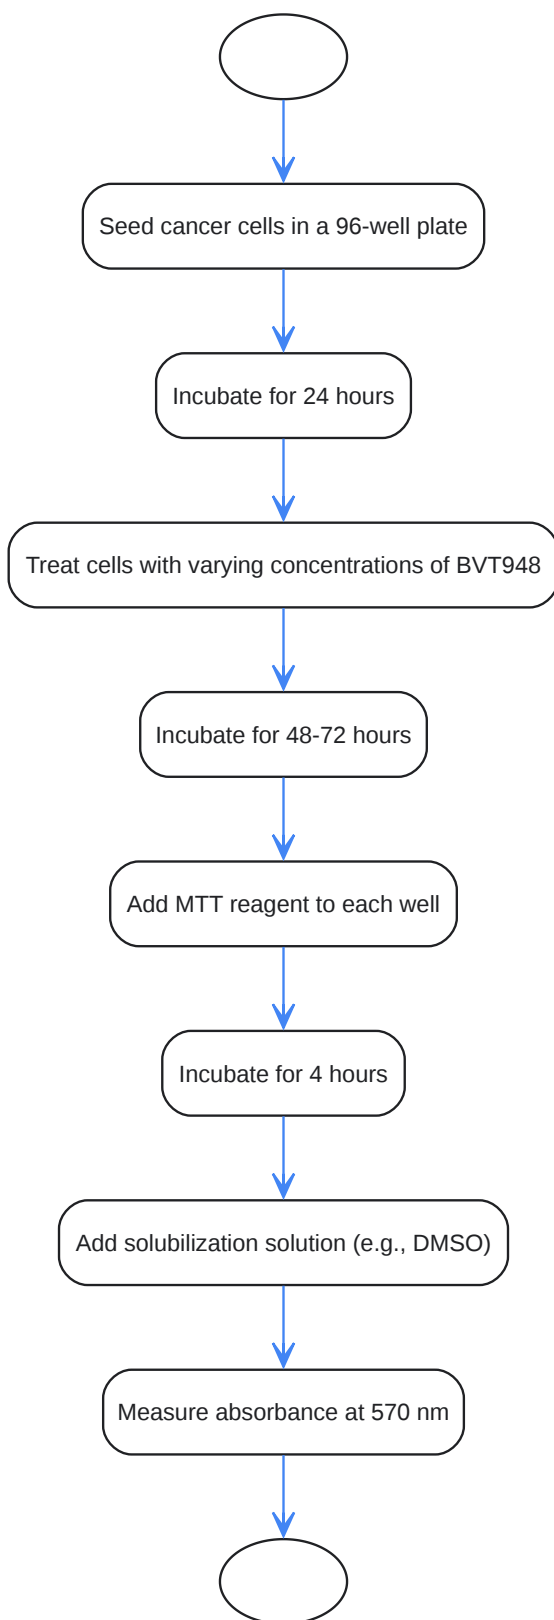 Seed cancer cells in a 96-well plate
Incubate for 24 hours
Treat cells with varying concentrations of BVT948
Incubate for 48-72 hours
Add MTT reagent to each well
Incubate for 4 hours
Add solubilization solution (e.g., DMSO)
Measure absorbance at 570 nm